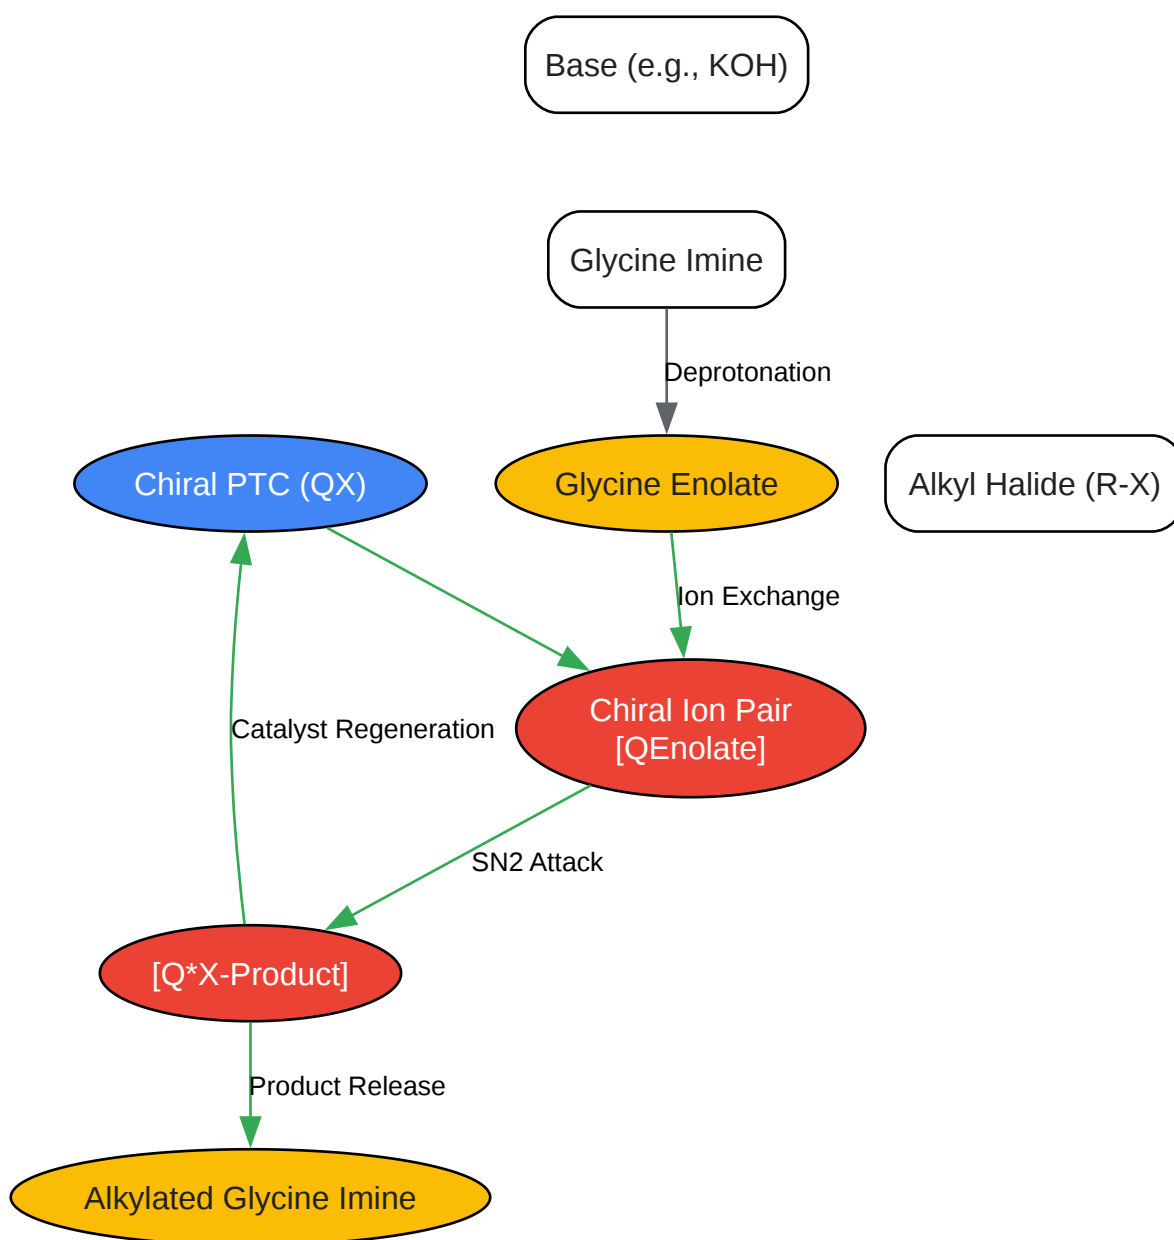 Base (e.g., KOH)
Glycine Imine
Deprotonation
Chiral PTC (QX)
Glycine Enolate
Alkyl Halide (R-X)
Ion Exchange
Chiral Ion Pair
[QEnolate]
Catalyst Regeneration
SN2 Attack
[Q*X-Product]
Product Release
Alkylated Glycine Imine